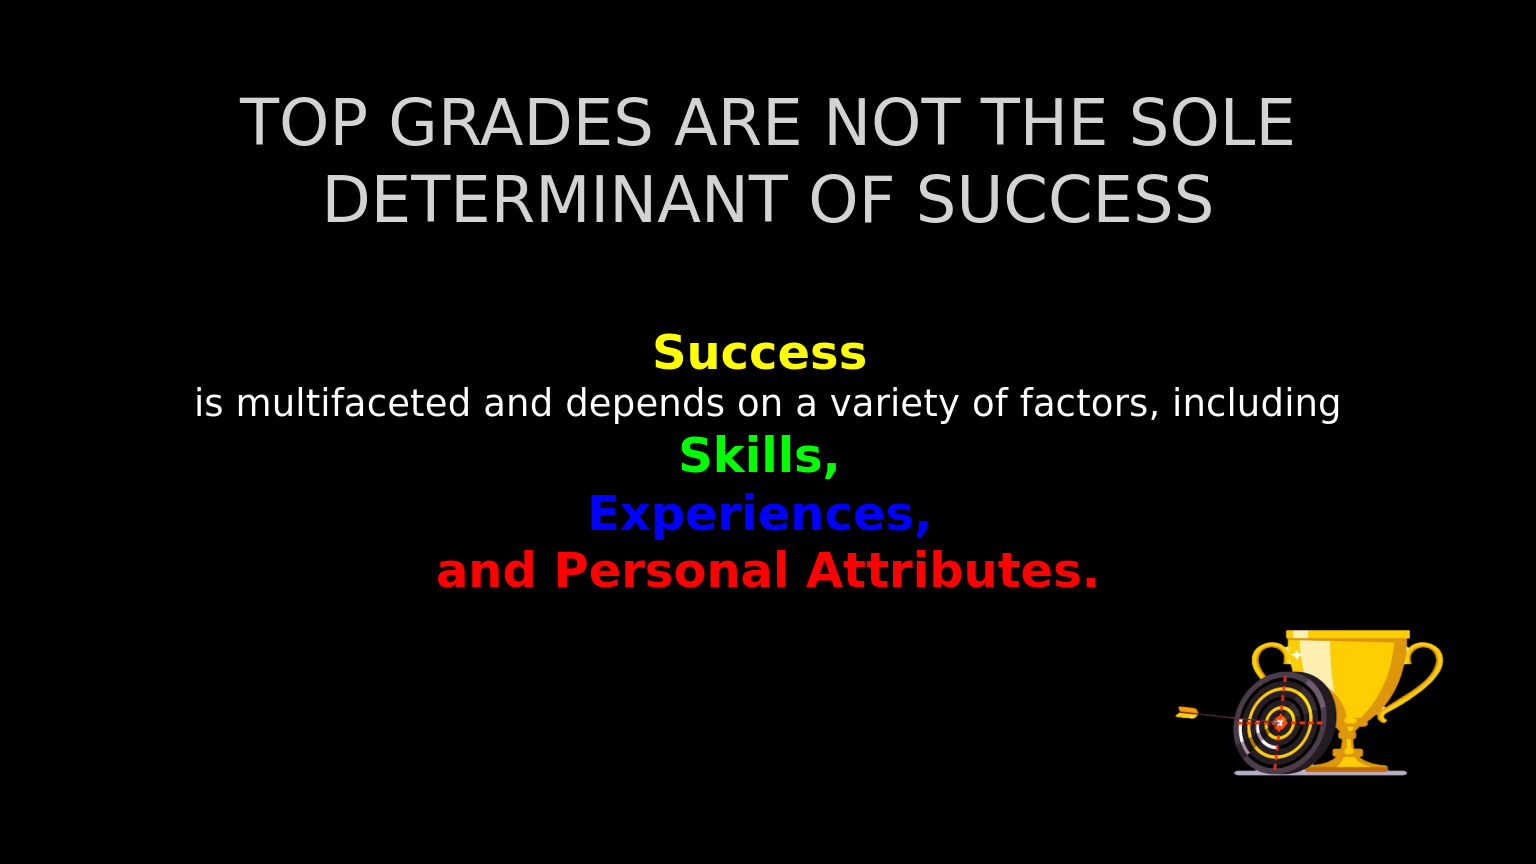 TOP GRADES ARE NOT THE SOLE
DETERMINANT OF SUCCESS
Success
is multifaceted and depends on a variety of factors, including
Skills,
Experiences,
and Personal Attributes.